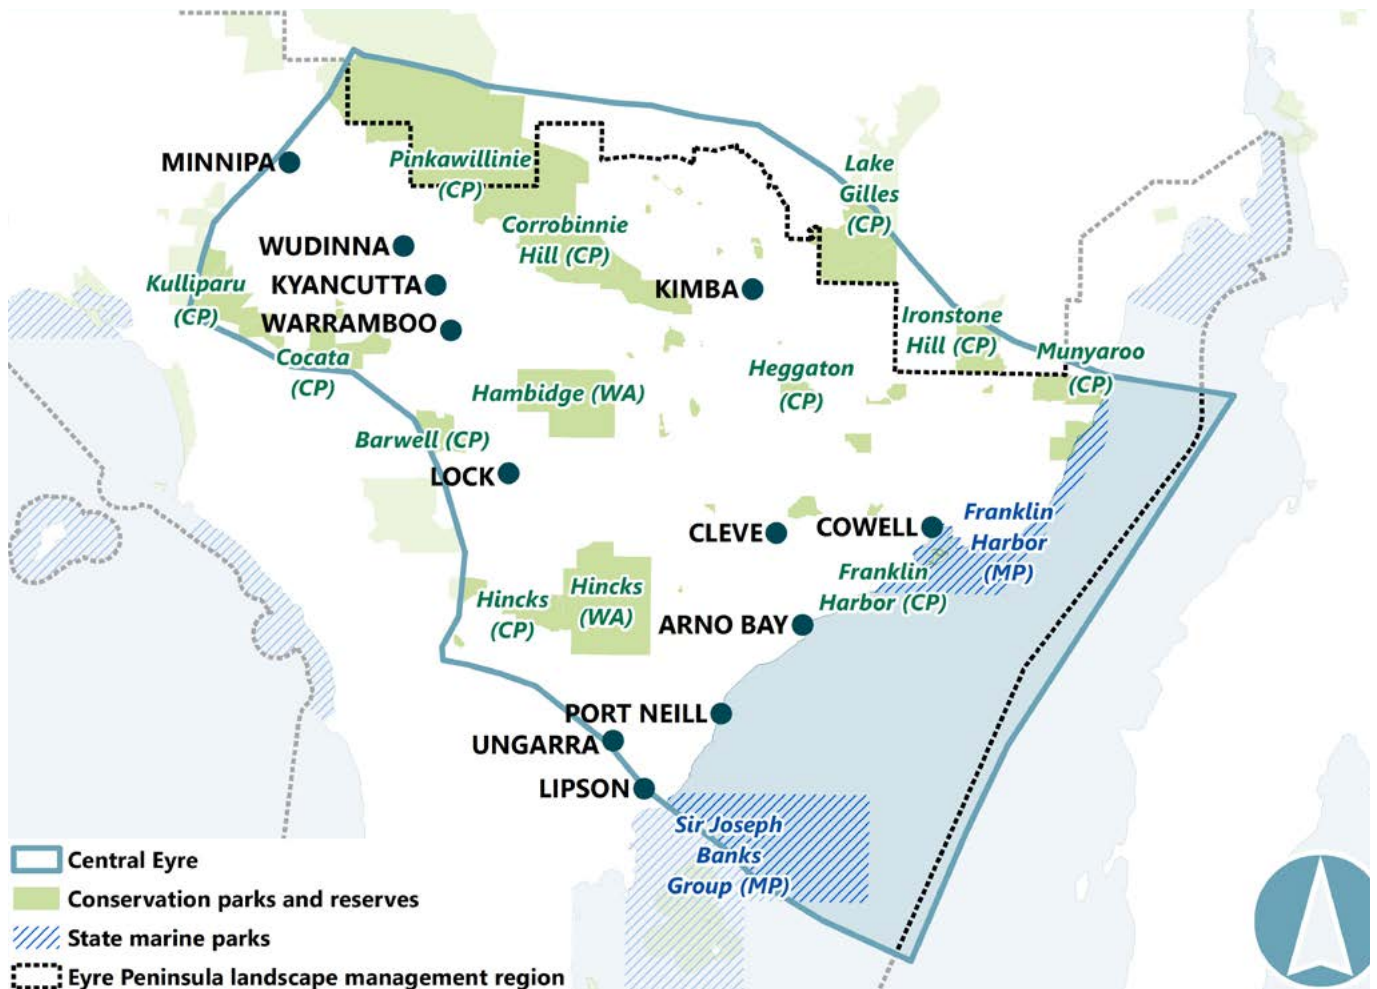 MINNIPA
Pinkawillinie
(CP)
Lake
Gilles
(CP)
WUDINNA
Corrobinnie
Hill (CP)
Kulliparu
(CP)
KYANCUTTA
KIMBA
WARRAMBOO
Ironstone
Hill (CP)
Cocata
(CP)
Munyaroo
(CP)
Hambidge (WA)
Heggaton
(CP)
Barwell (CP)
LOCK
CLEVE
COWELL
Franklin
Harbor
(MP)
Franklin
Harbor (CP)
Hincks
(CP)
Hincks
(WA)
ARNO BAY
PORT NEILL
UNGARRA
LIPSON
Sir Joseph
Banks
Group (MP)
Central Eyre
Conservation parks and reserves
State marine parks
Eyre Peninsula landscape management region